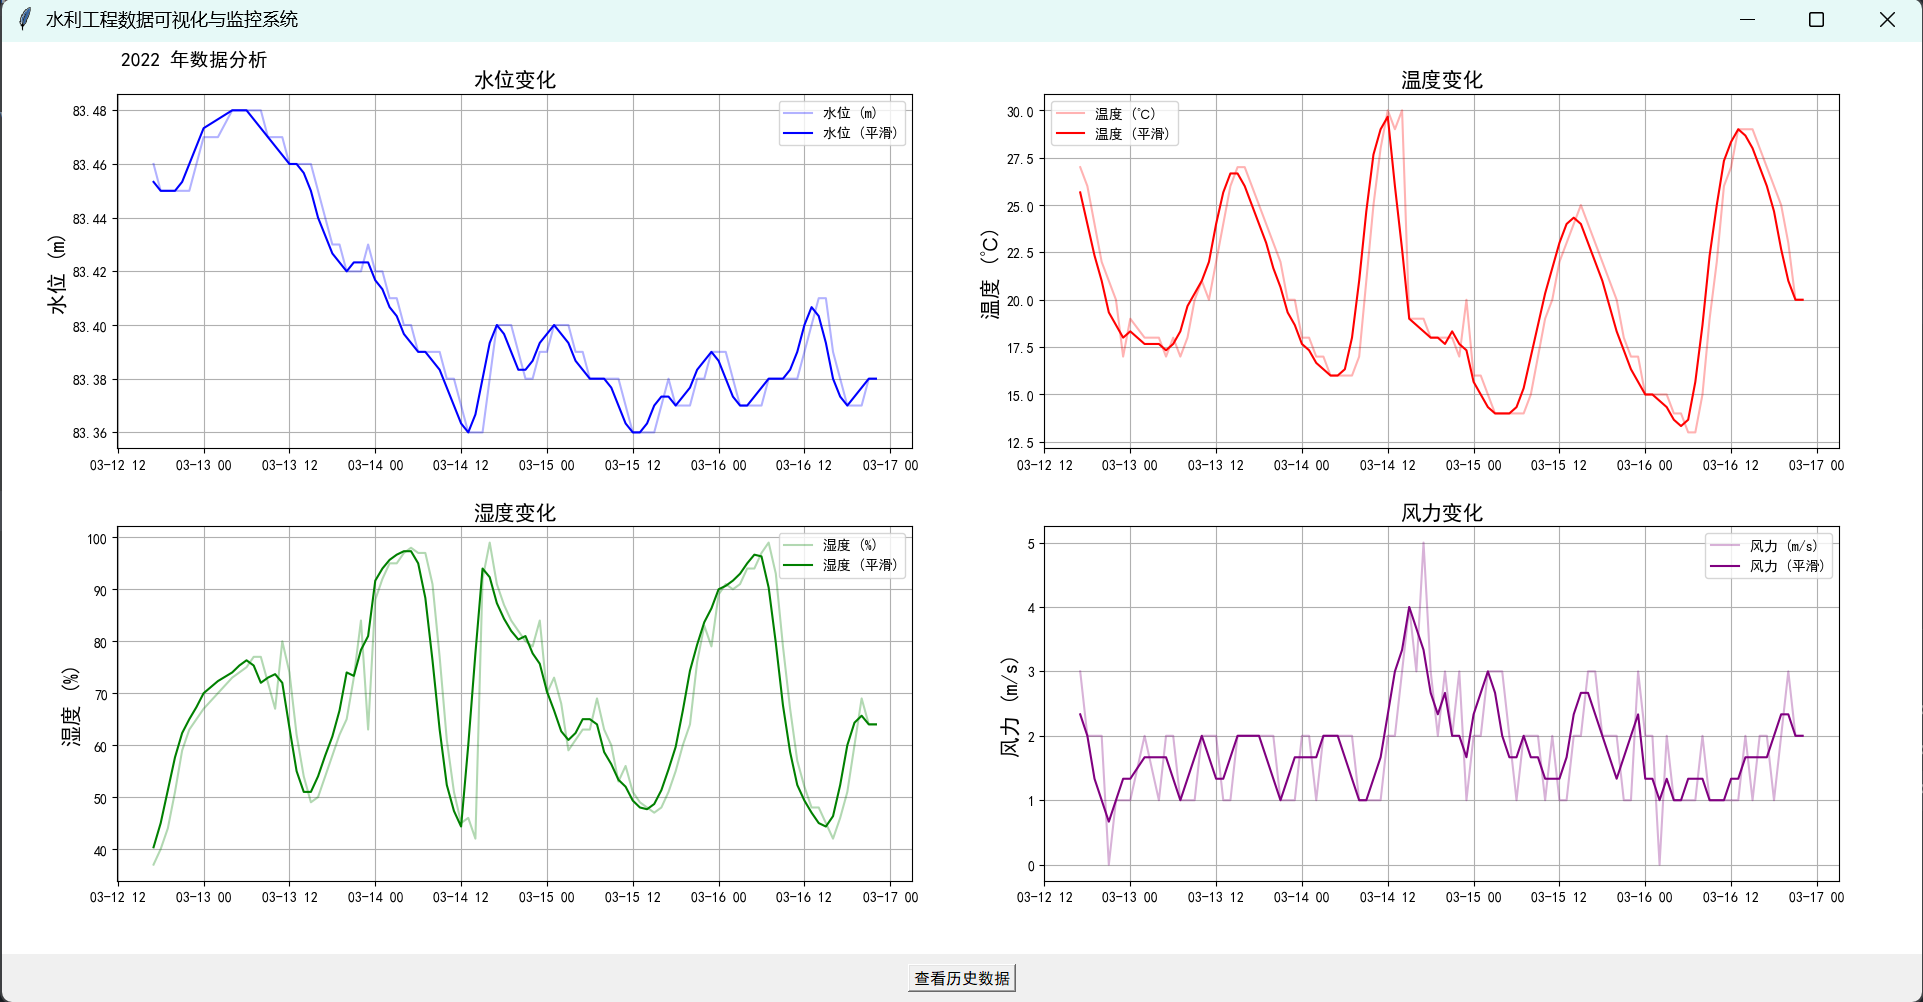 水利工程数据可视化与监控系统
2022 年数据分析
水位变化
水位 (m)
水位 (平滑)
83.48
83.46
83.44
83.42
83.40
83.38
83.36
水位 (m)
03-12 12 03-13 00 03-13 12 03-14 00 03-14 12 03-15 00 03-15 12 03-16 00 03-16 12 03-17 00
温度变化
温度 (℃)
温度 (平滑)
30.0
27.5
25.0
22.5
20.0
17.5
15.0
12.5
温度 (℃)
03-12 12 03-13 00 03-13 12 03-14 00 03-14 12 03-15 00 03-15 12 03-16 00 03-16 12 03-17 00
湿度变化
湿度 (%)
湿度 (平滑)
100
90
80
70
60
50
40
湿度 (%)
03-12 12 03-13 00 03-13 12 03-14 00 03-14 12 03-15 00 03-15 12 03-16 00 03-16 12 03-17 00
风力变化
风力 (m/s)
风力 (平滑)
5
4
3
2
1
0
风力 (m/s)
03-12 12 03-13 00 03-13 12 03-14 00 03-14 12 03-15 00 03-15 12 03-16 00 03-16 12 03-17 00
查看历史数据